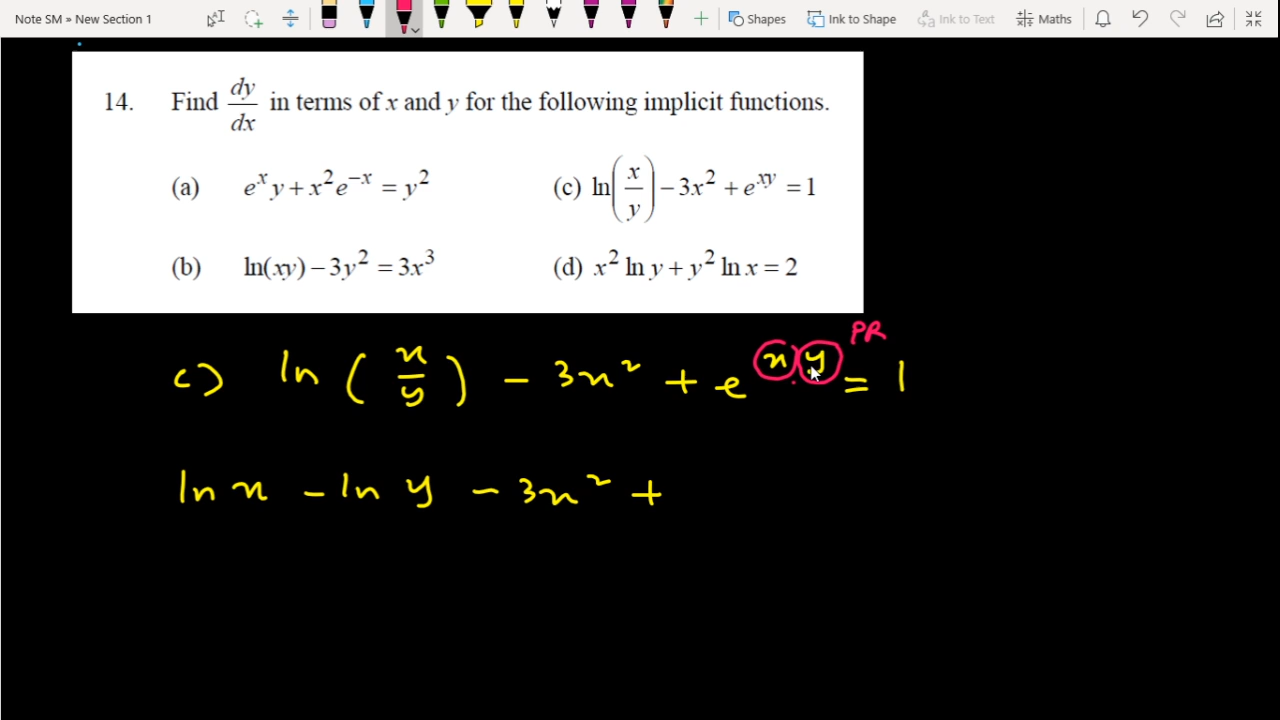 Note SM » New Section 1 Shapes Ink to Shape Ink to Text Maths
14. Find dy/dx in terms of x and y for the following implicit functions.
(a) e^x y + x^2 e^{-x} = y^2 (c) ln(x/y) − 3x^2 + e^{xy} = 1
(b) ln(xy) − 3y^2 = 3x^3 (d) x^2 ln y + y^2 ln x = 2
PR
c) ln(x/y) − 3x^2 + e^{x y} = 1
ln x − ln y − 3x^2 +